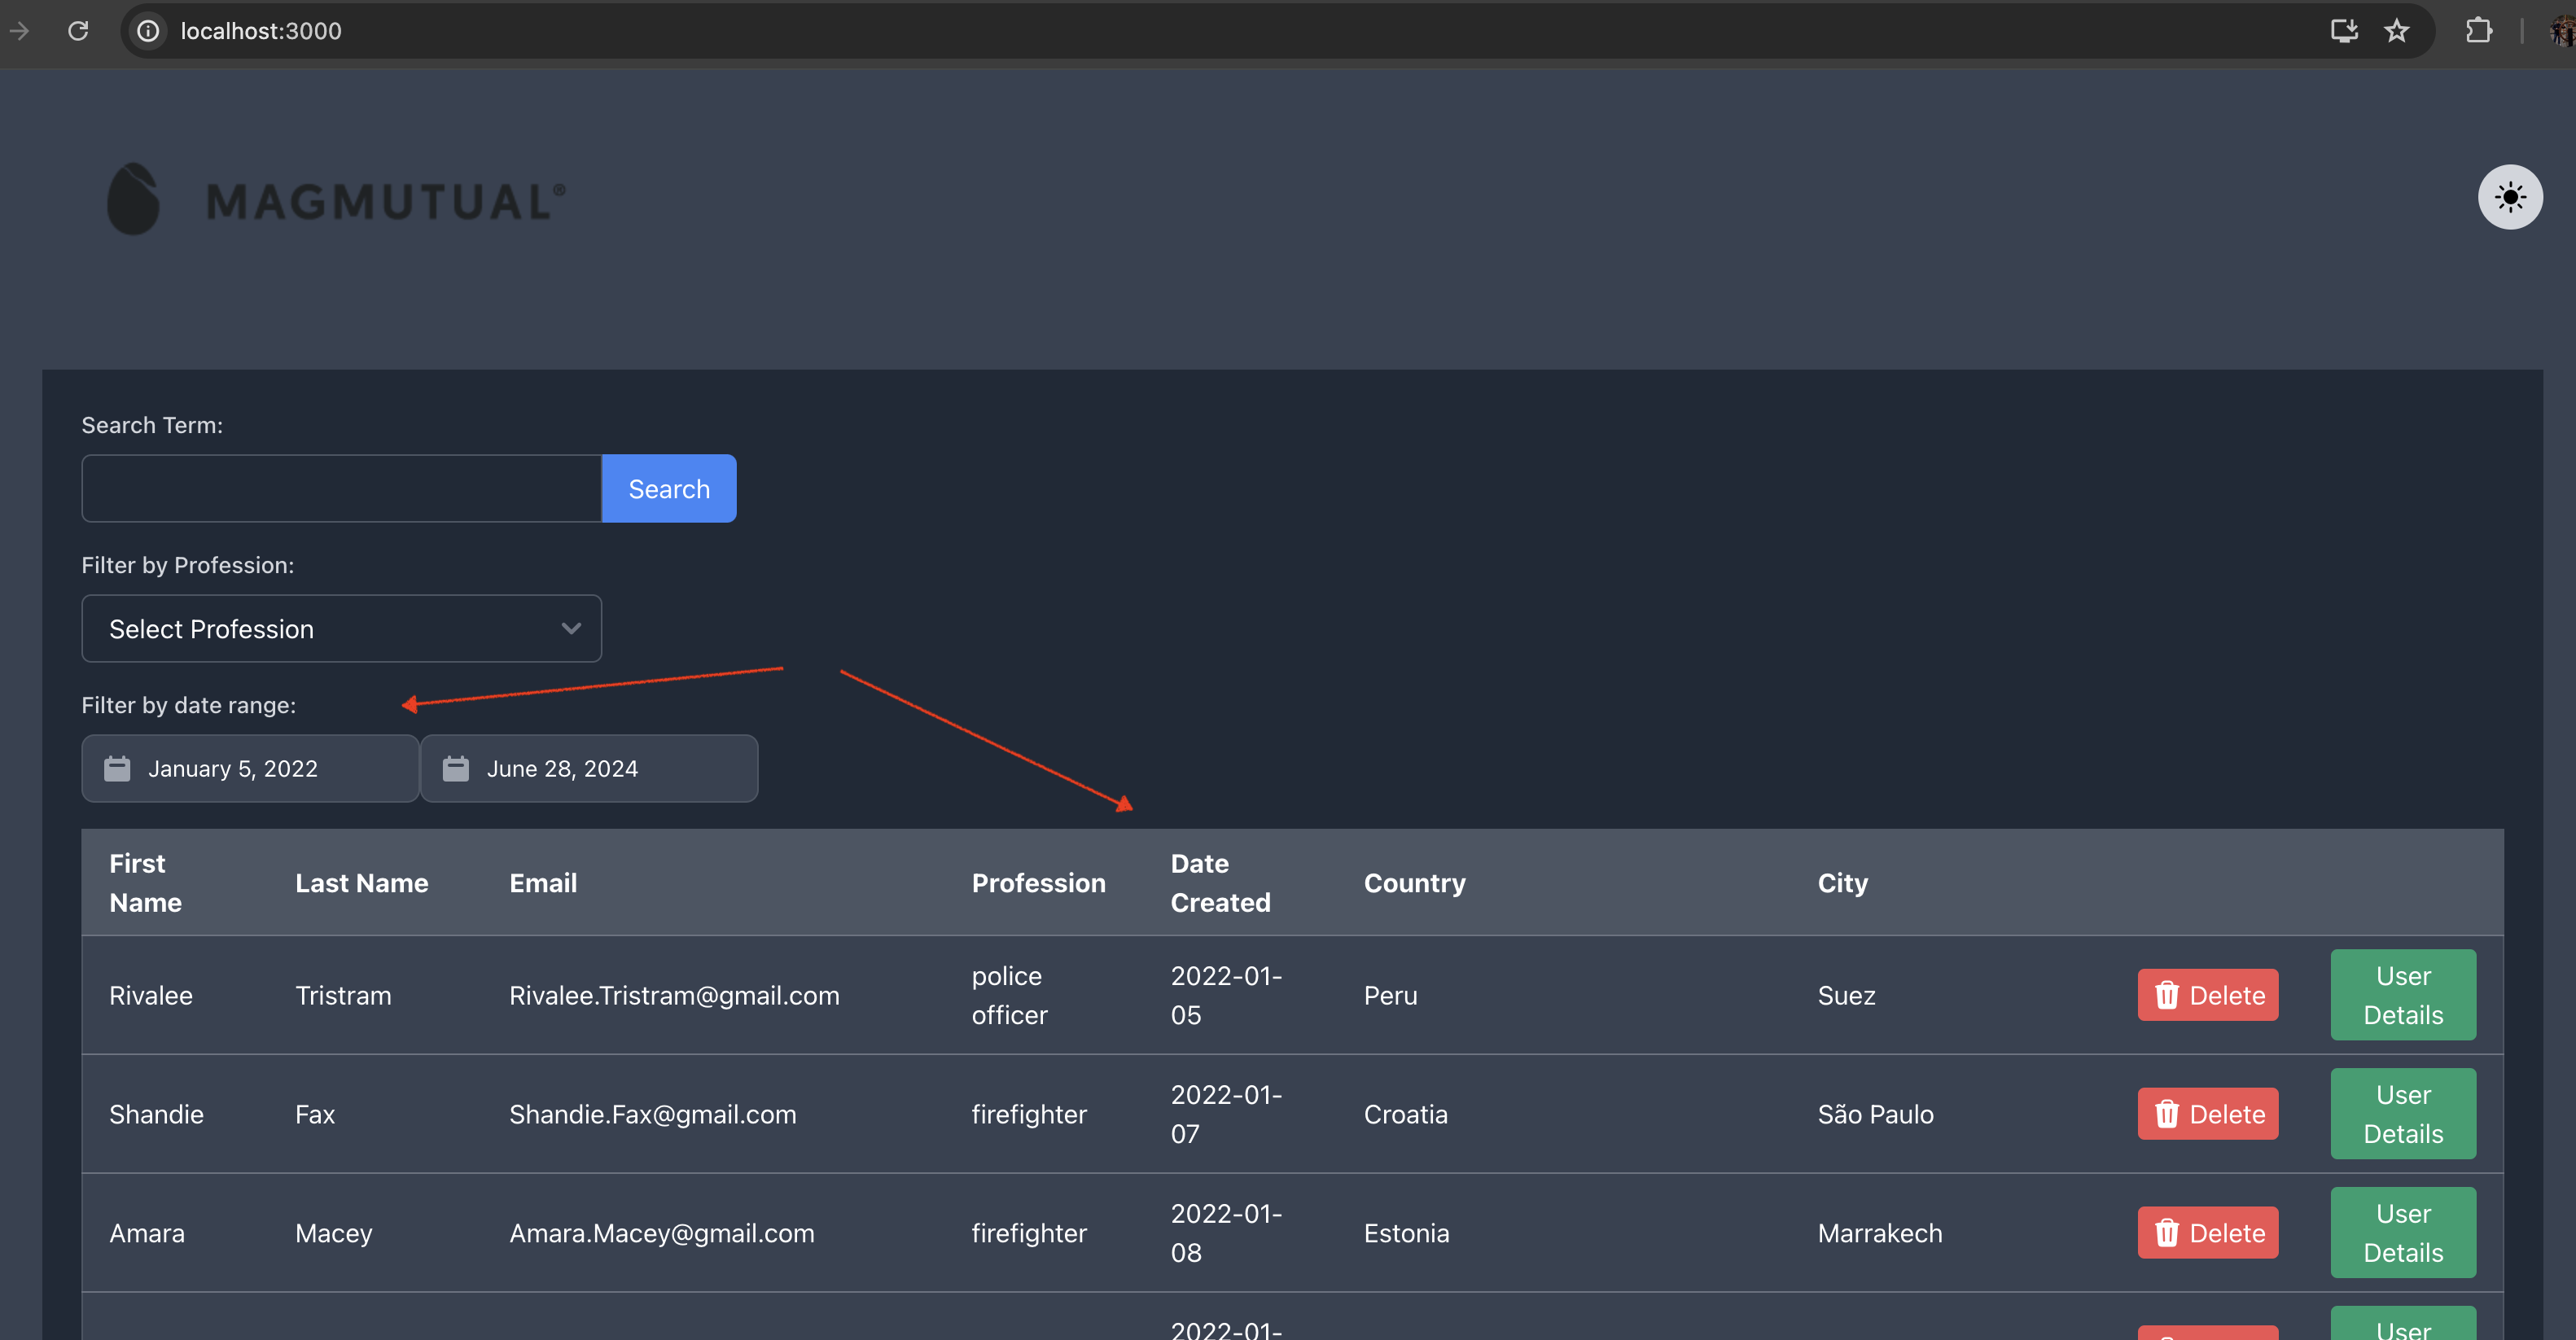 localhost:3000
MAGMUTUAL®
Search Term:
Search
Filter by Profession:
Select Profession
Filter by date range:
January 5, 2022 June 28, 2024
First Name Last Name Email Profession Date Created Country City
Rivalee Tristram Rivalee.Tristram@gmail.com police officer 2022-01-05 Peru Suez Delete User Details
Shandie Fax Shandie.Fax@gmail.com firefighter 2022-01-07 Croatia São Paulo Delete User Details
Amara Macey Amara.Macey@gmail.com firefighter 2022-01-08 Estonia Marrakech Delete User Details
2022-01- User